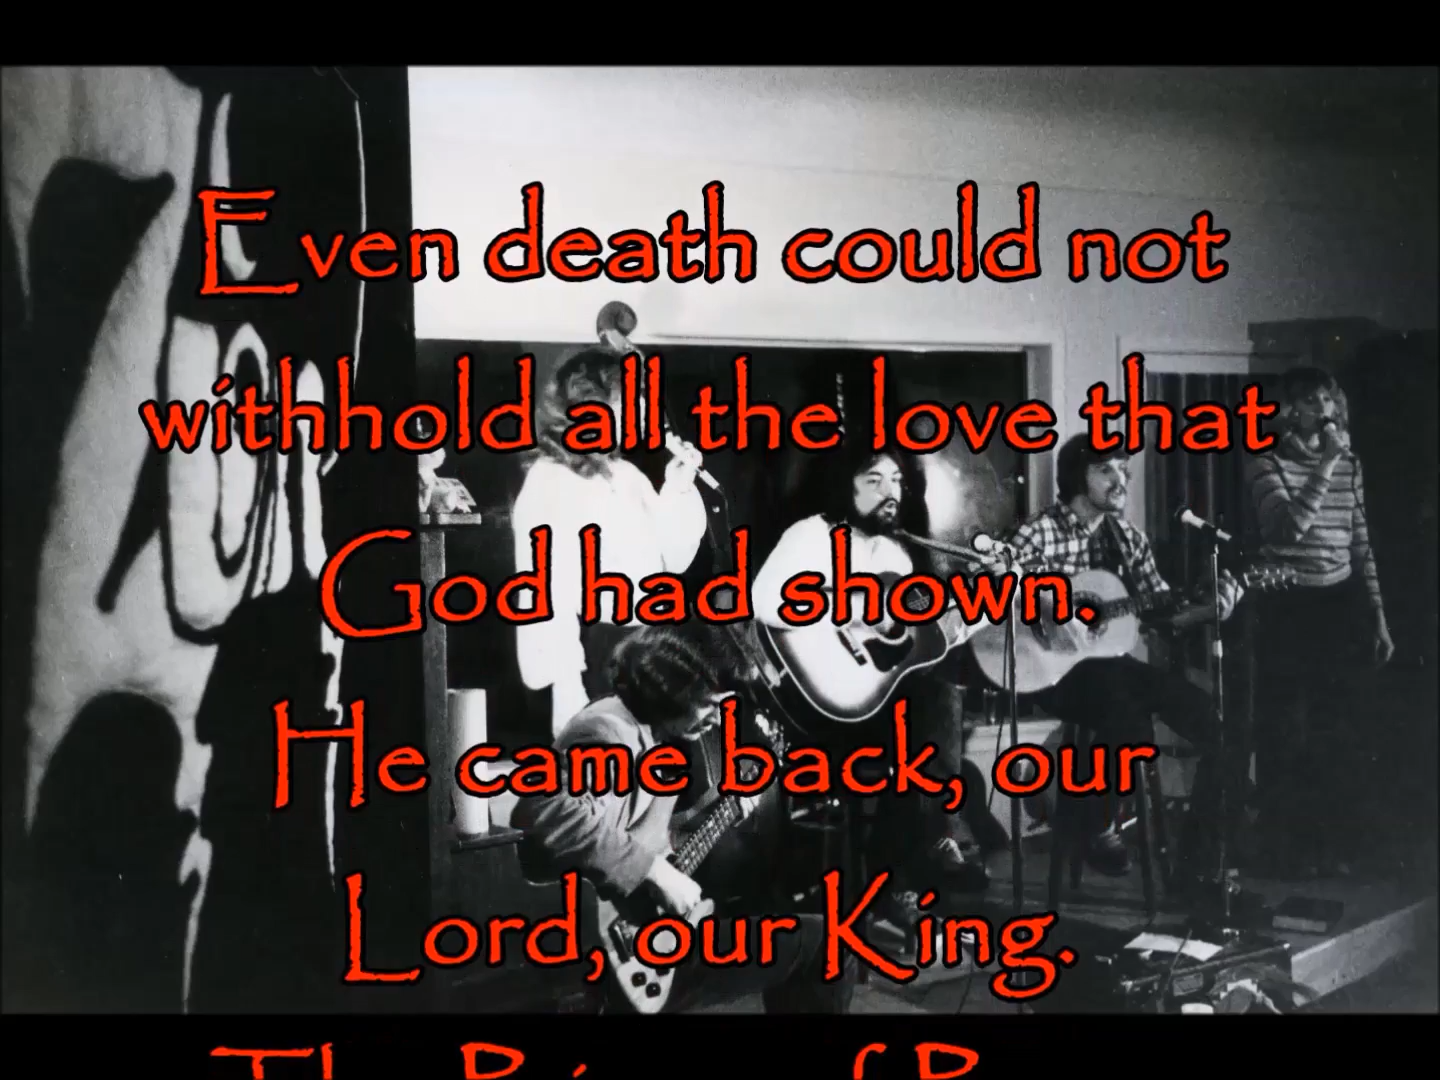 Even death could not
withhold all the love that
God had shown.
He came back, our
Lord, our King.